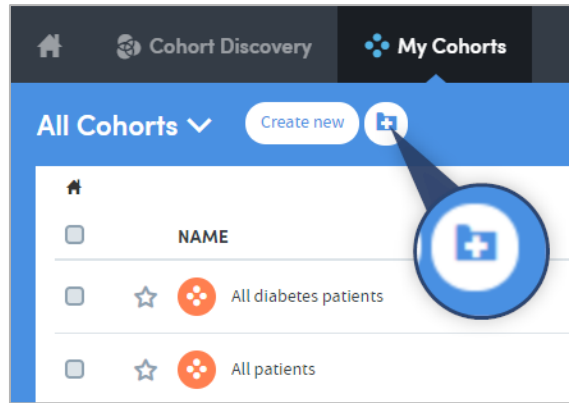 Cohort Discovery
My Cohorts
All Cohorts
Create new
NAME
All diabetes patients
All patients